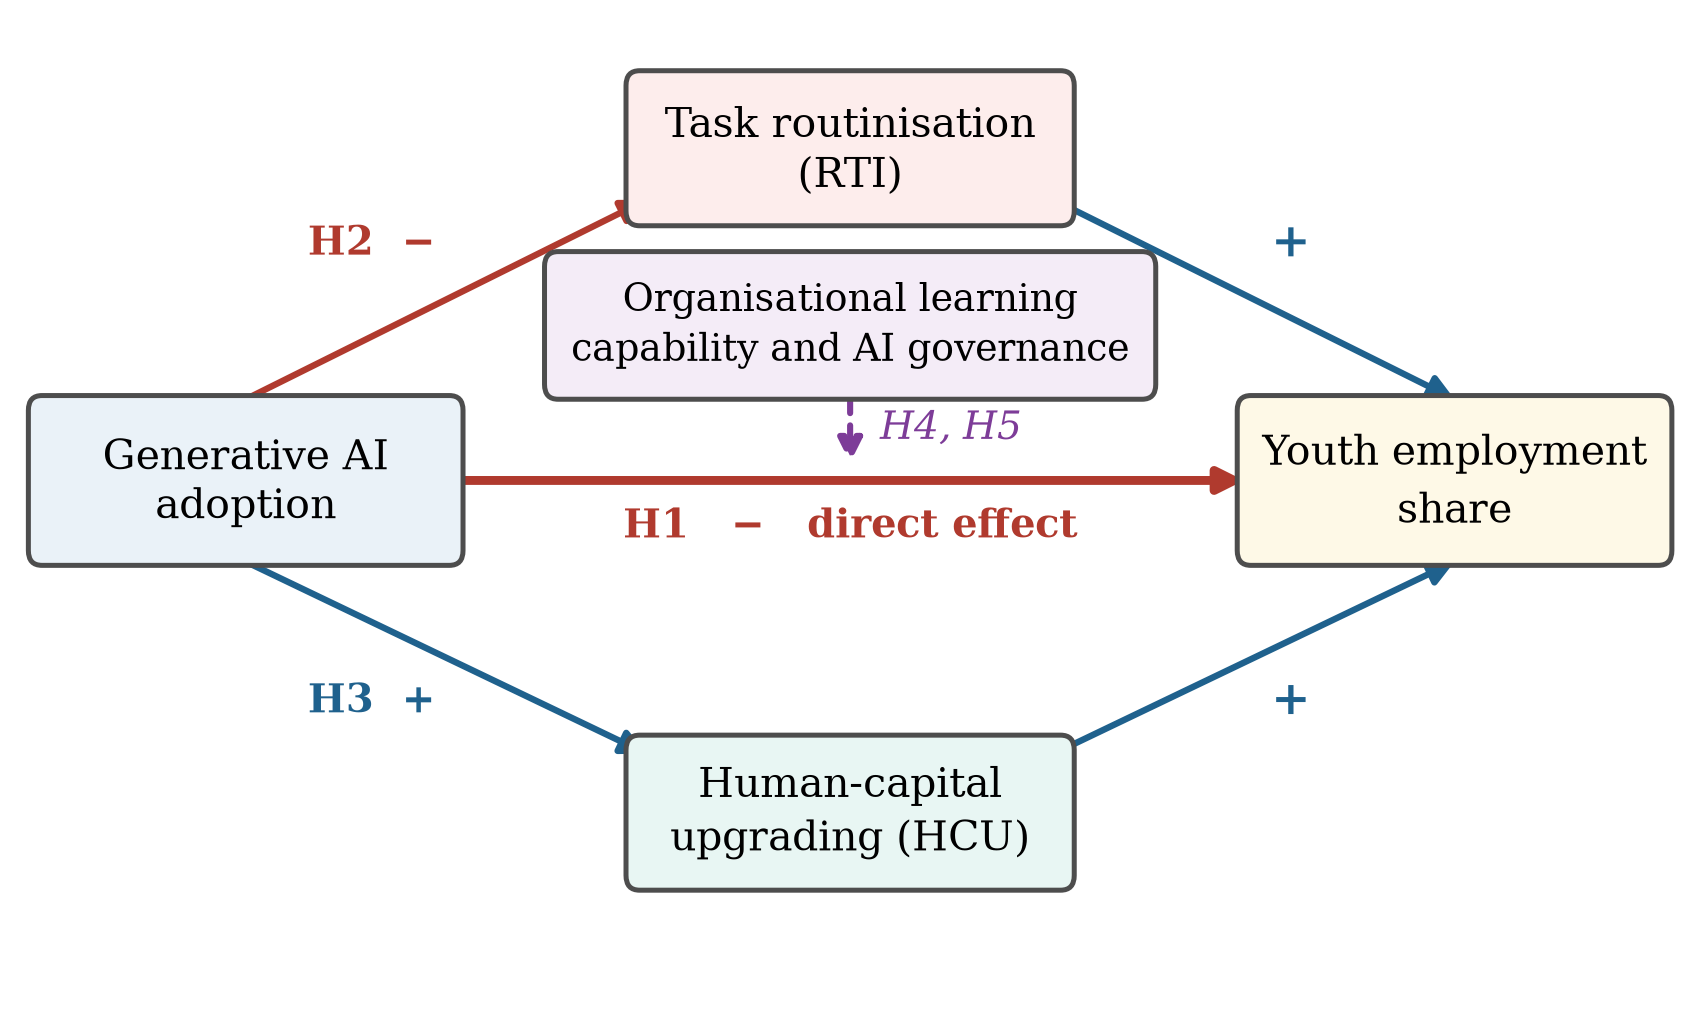 Task routinisation
(RTI)
H2 −
+
Organisational learning
capability and AI governance
H4, H5
Generative AI
adoption
Youth employment
share
H1 − direct effect
H3 +
+
Human-capital
upgrading (HCU)